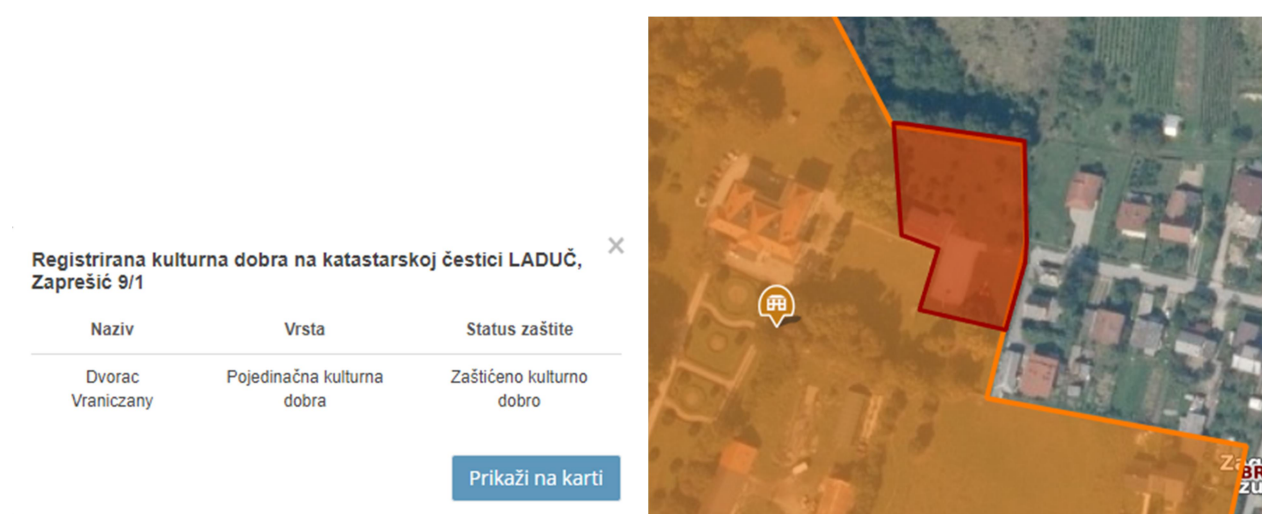 Registrirana kulturna dobra na katastarskoj čestici LADUČ,
Zaprešić 9/1
Naziv Vrsta Status zaštite
Dvorac Pojedinačna kulturna Zaštićeno kulturno
Vraniczany dobra dobro
Prikaži na karti